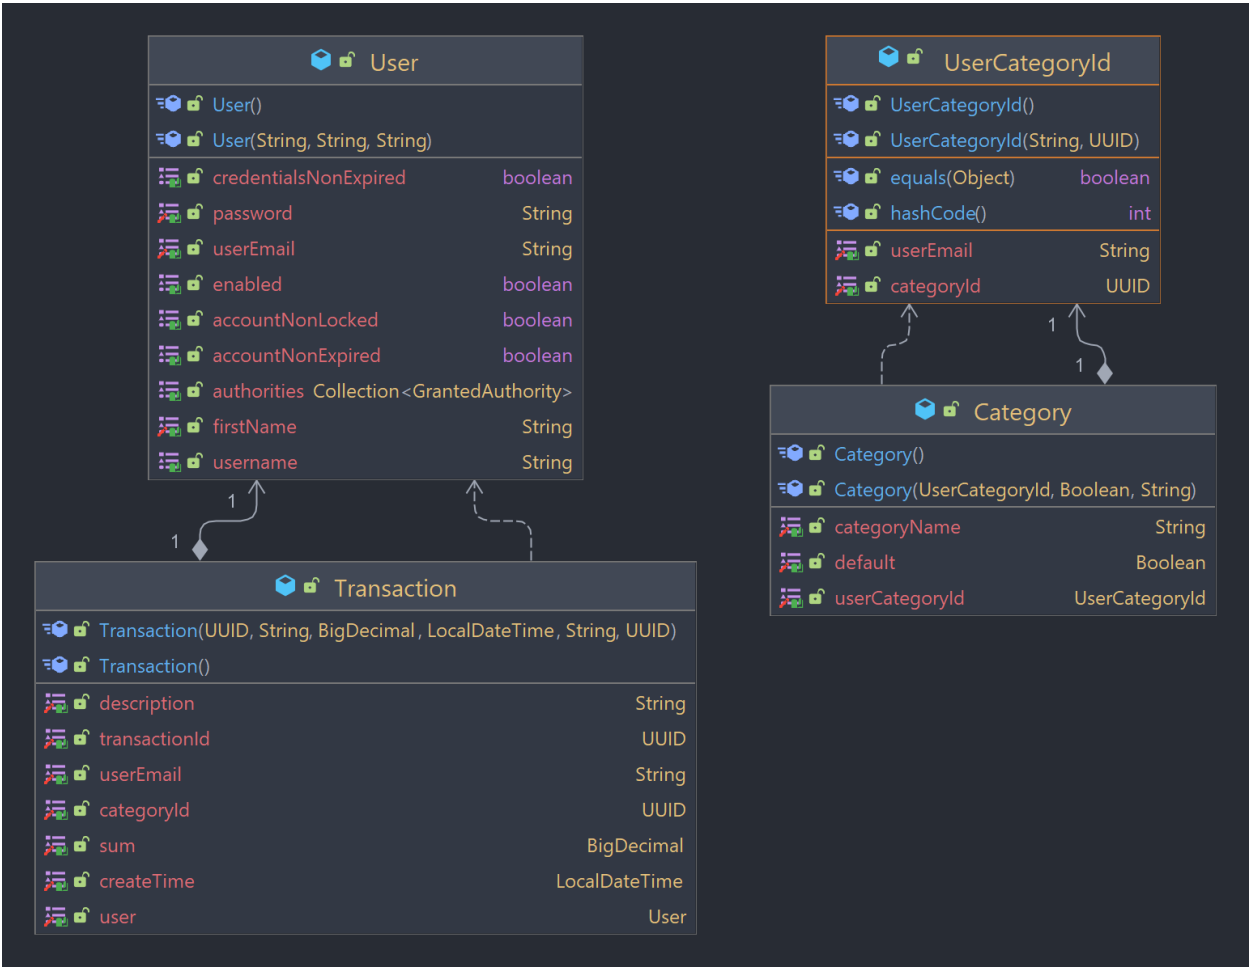 User
User()
User(String, String, String)
credentialsNonExpired boolean
password String
userEmail String
enabled boolean
accountNonLocked boolean
accountNonExpired boolean
authorities Collection<GrantedAuthority>
firstName String
username String
UserCategoryId
UserCategoryId()
UserCategoryId(String, UUID)
equals(Object) boolean
hashCode() int
userEmail String
categoryId UUID
1
1
Category
Category()
Category(UserCategoryId, Boolean, String)
categoryName String
default Boolean
userCategoryId UserCategoryId
1
1
Transaction
Transaction(UUID, String, BigDecimal, LocalDateTime, String, UUID)
Transaction()
description String
transactionId UUID
userEmail String
categoryId UUID
sum BigDecimal
createTime LocalDateTime
user User